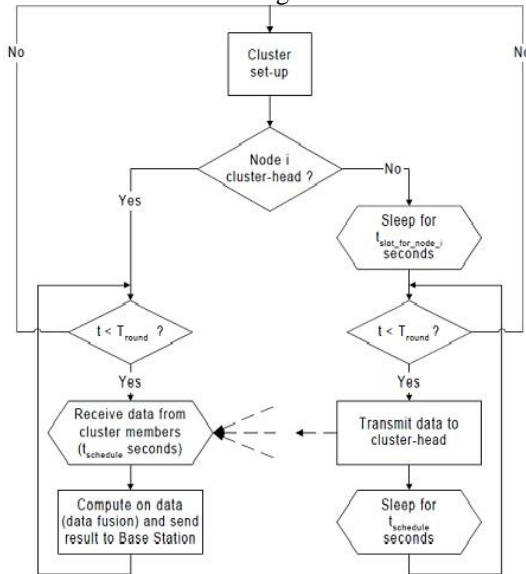 No
No
Cluster
set-up
Node i
cluster-head ?
No
Yes
Sleep for
t_slot_for_node_i
seconds
t < T_round ?
t < T_round ?
Yes
Yes
Receive data from
cluster members
(t_schedule seconds)
Transmit data to
cluster-head
Compute on data
(data fusion) and send
result to Base Station
Sleep for
t_schedule
seconds